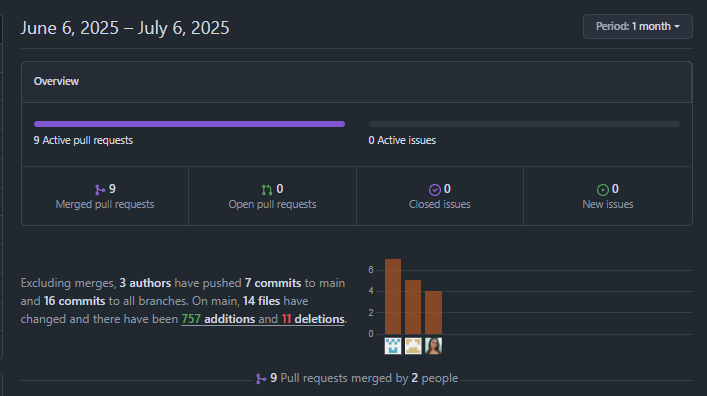 June 6, 2025 – July 6, 2025
Period: 1 month
Overview
9 Active pull requests
0 Active issues
9
Merged pull requests
0
Open pull requests
0
Closed issues
0
New issues
Excluding merges, 3 authors have pushed 7 commits to main
and 16 commits to all branches. On main, 14 files have
changed and there have been 757 additions and 11 deletions.
6
4
2
0
9 Pull requests merged by 2 people